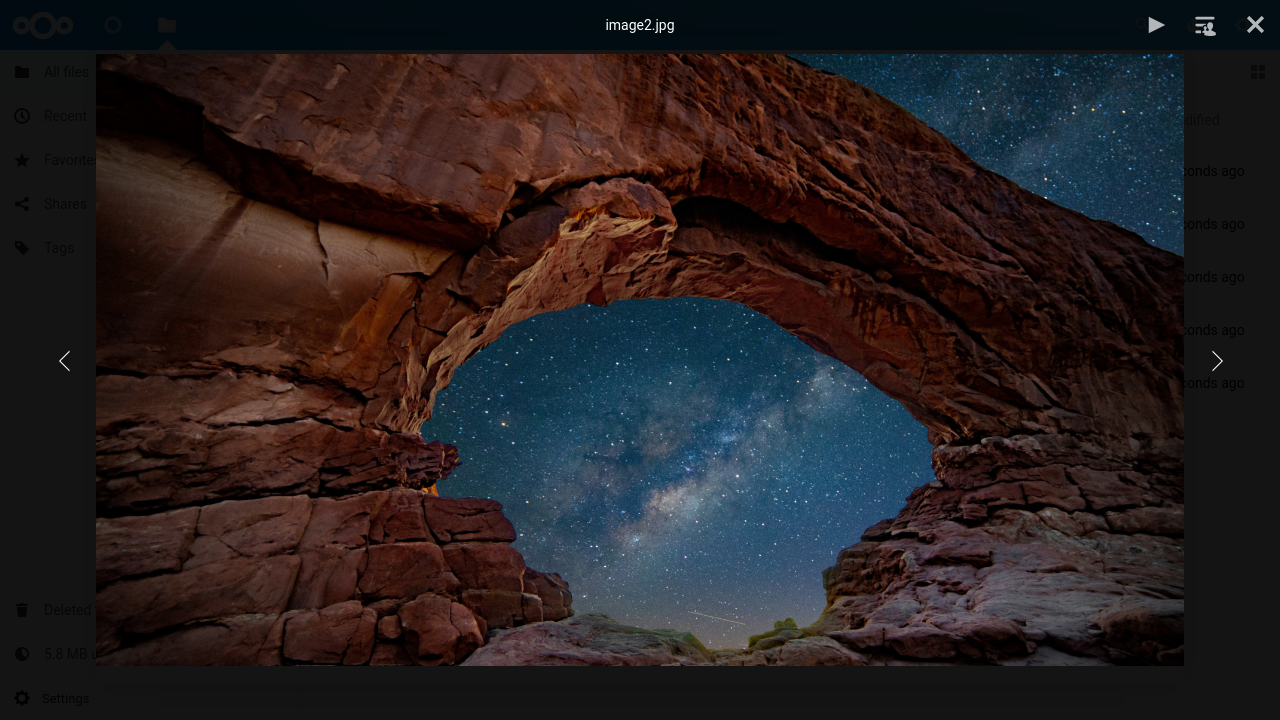 image2.jpg
All files
Recent
Favorites
Shares
Tags
dified
conds ago
conds ago
conds ago
conds ago
conds ago
Deleted
5.8 MB
Settings